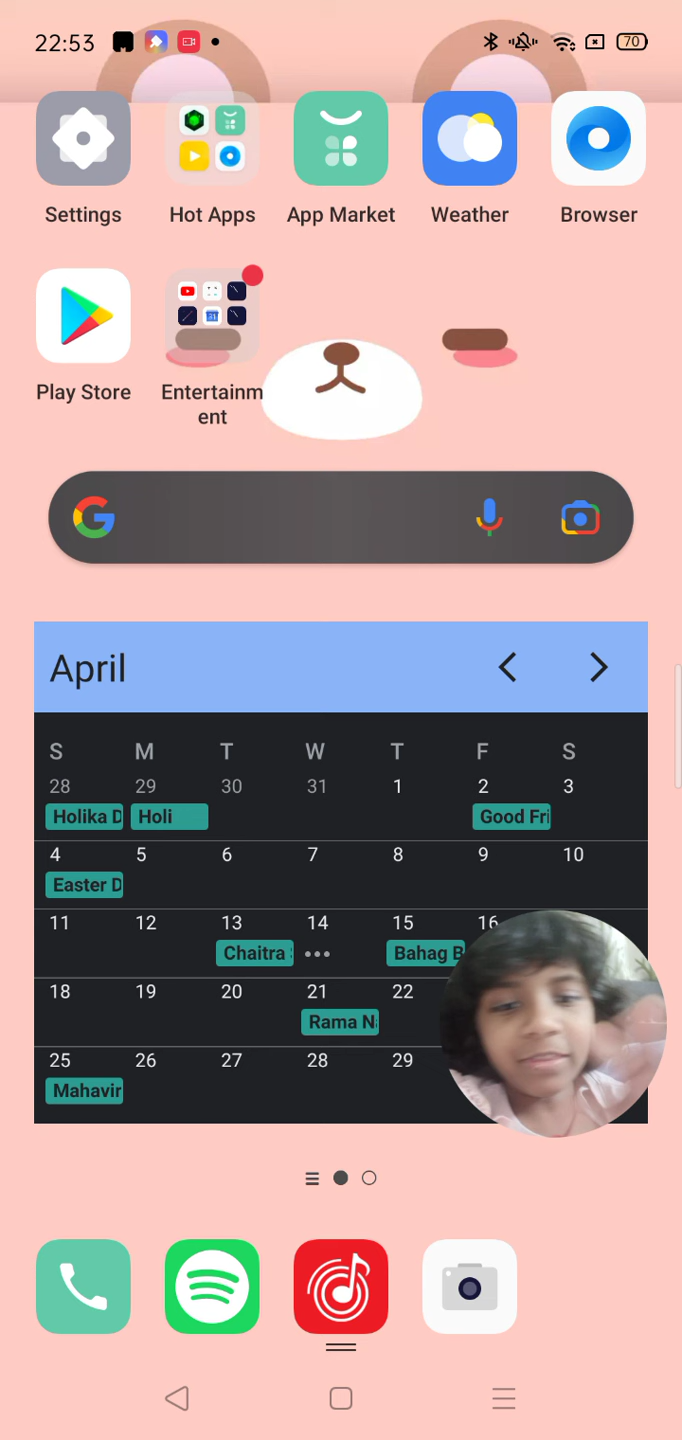 22:53
70
Settings
Hot Apps
App Market
Weather
Browser
Play Store
Entertainm
ent
April
S M T W T F S
28 29 30 31 1 2 3
Holika D Holi Good Fri
4 5 6 7 8 9 10
Easter D
11 12 13 14 15 16
Chaitra Bahag B
18 19 20 21 22
Rama N
25 26 27 28 29
Mahavir